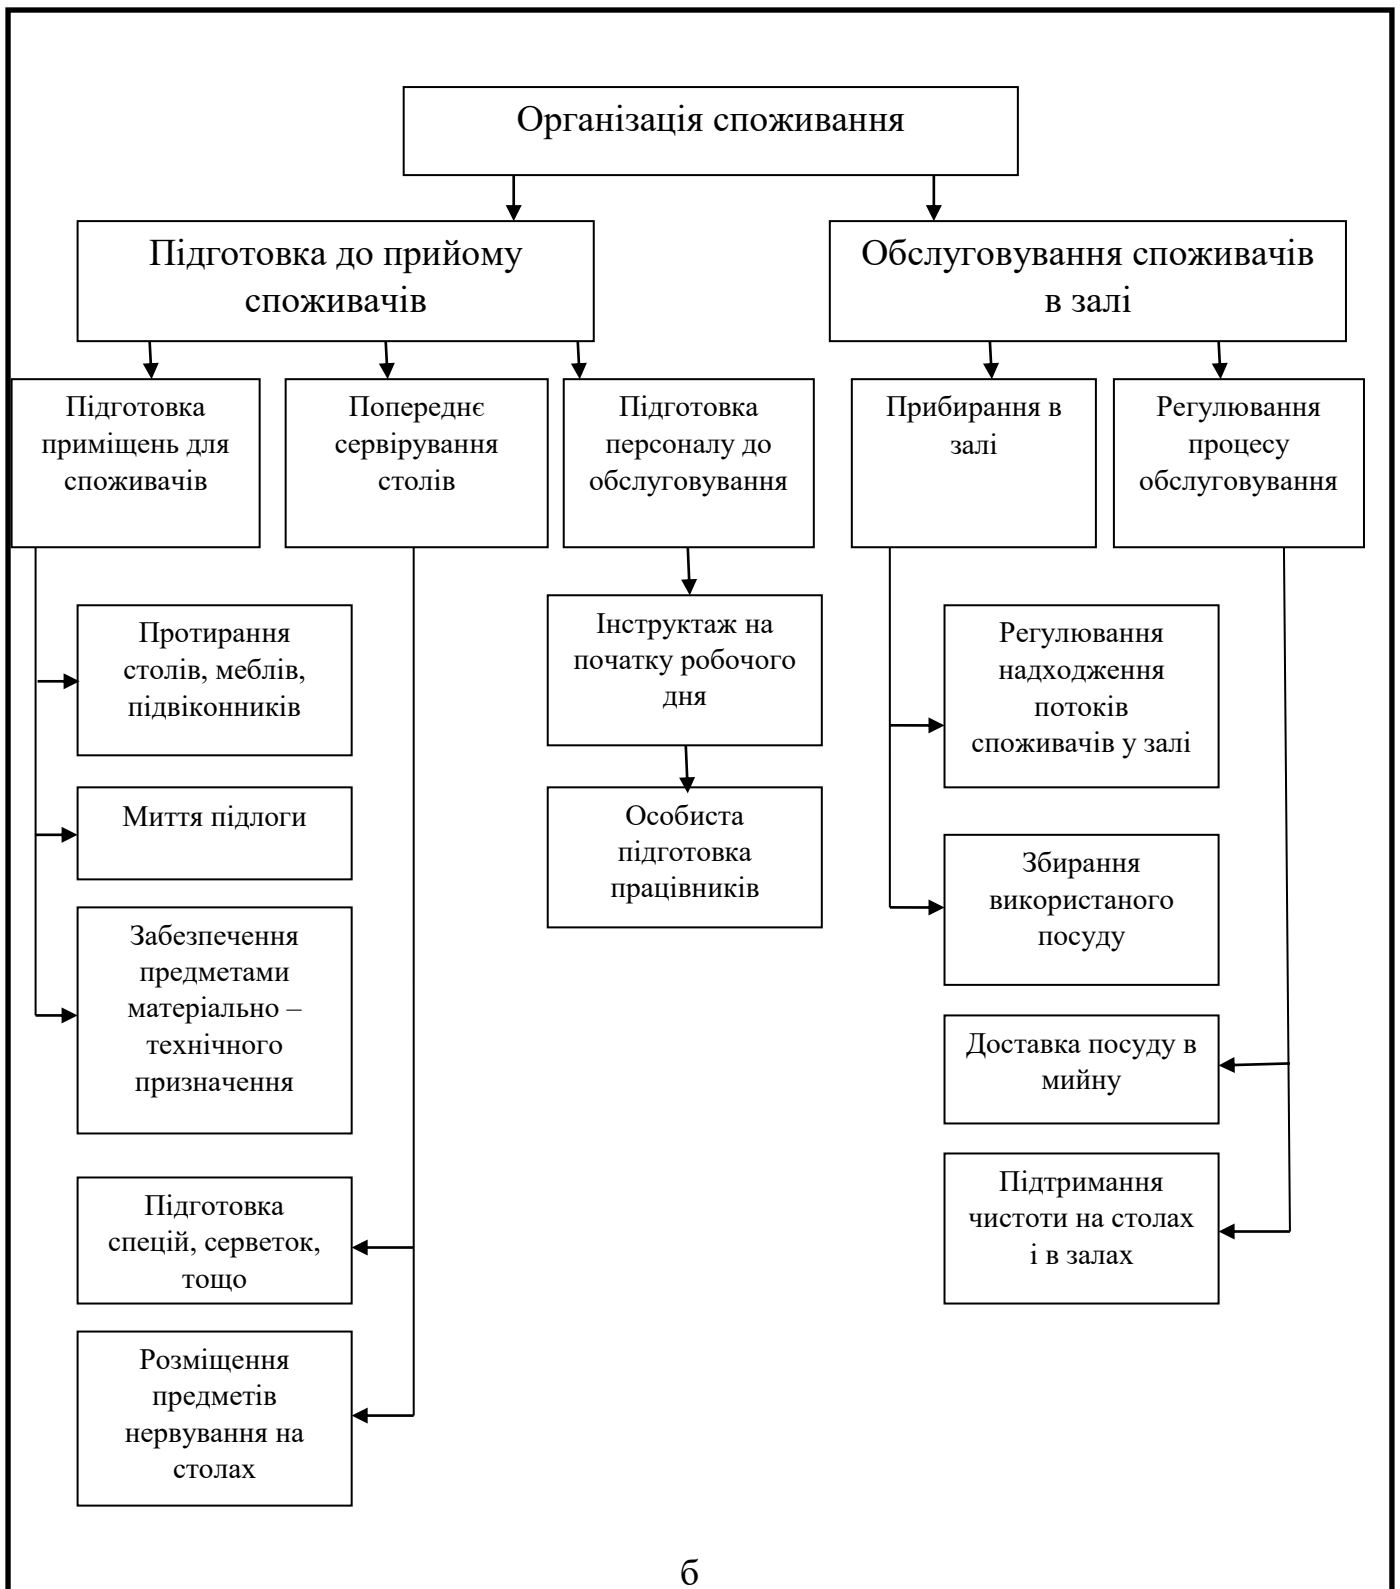 Організація споживання
Підготовка до прийому
споживачів
Обслуговування споживачів
в залі
Підготовка
приміщень для
споживачів
Попереднє
сервірування
столів
Підготовка
персоналу до
обслуговування
Прибирання в
залі
Регулювання
процесу
обслуговування
Протирання
столів, меблів,
підвіконників
Інструктаж на
початку робочого
дня
Регулювання
надходження
потоків
споживачів у залі
Миття підлоги
Особиста
підготовка
працівників
Збирання
використаного
посуду
Забезпечення
предметами
матеріально –
технічного
призначення
Доставка посуду в
мийну
Підготовка
спецій, серветок,
тощо
Підтримання
чистоти на столах
і в залах
Розміщення
предметів
нервування на
столах
б